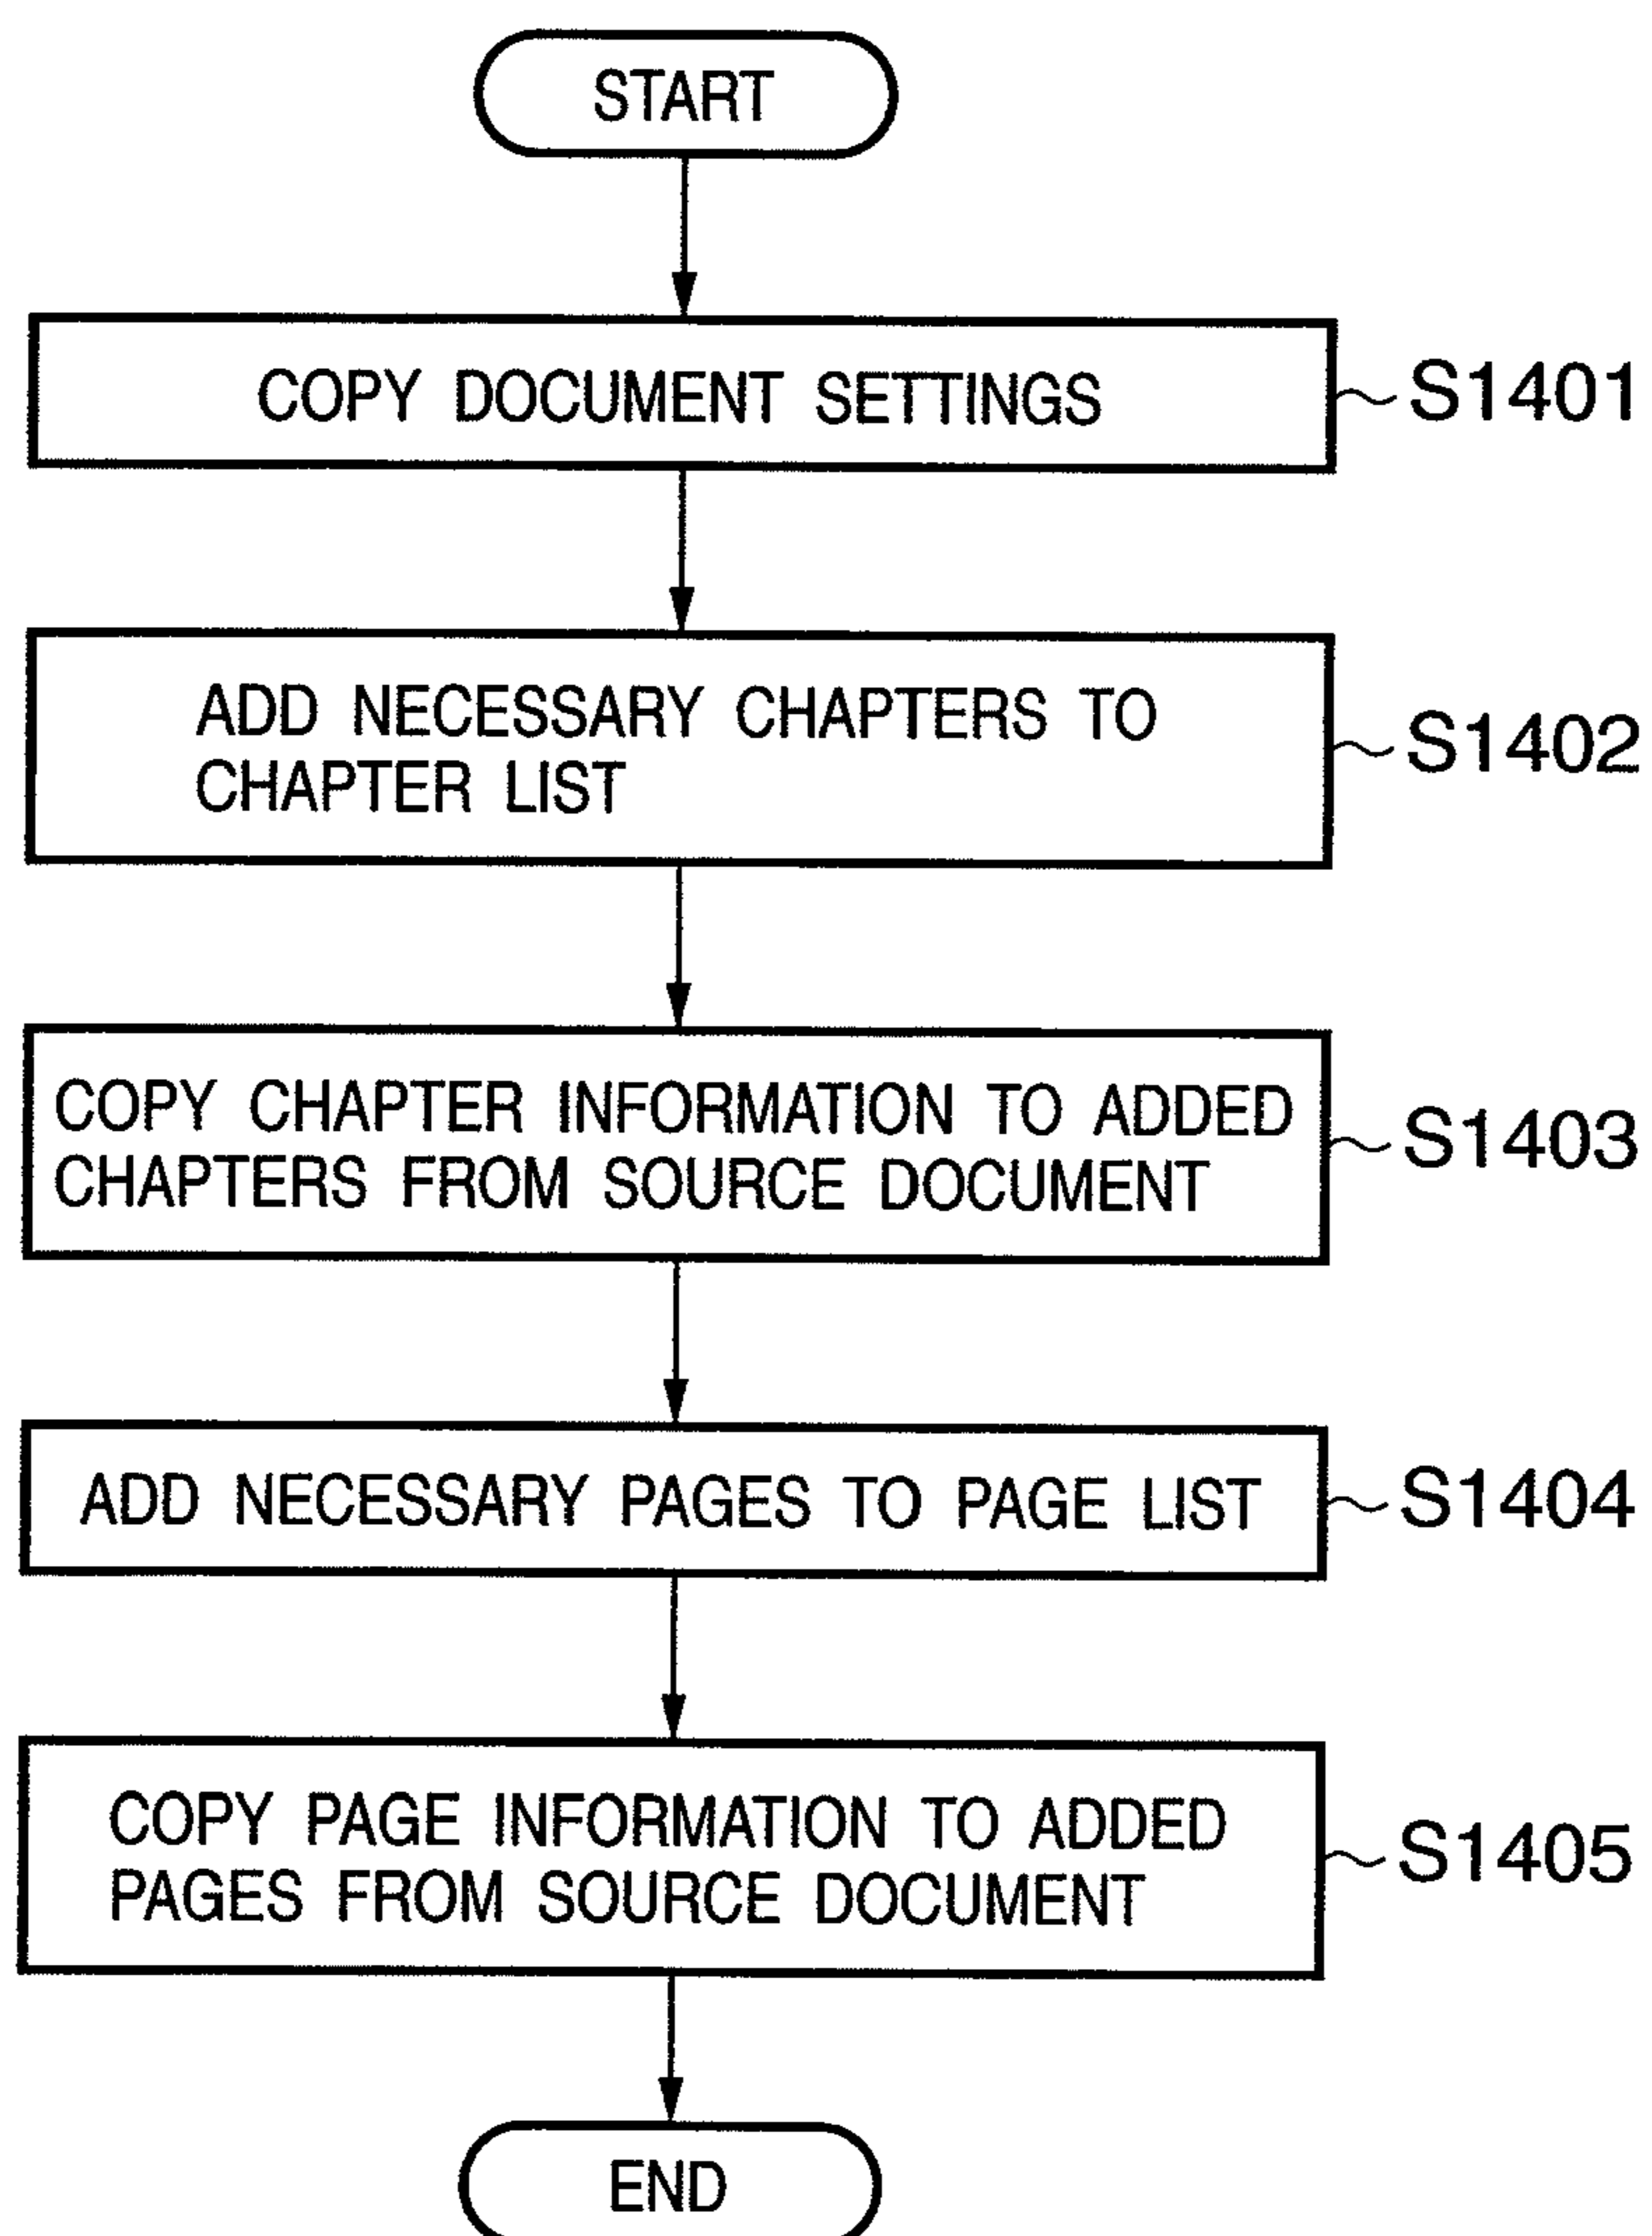 START
COPY DOCUMENT SETTINGS
S1401
ADD NECESSARY CHAPTERS TO
CHAPTER LIST
S1402
COPY CHAPTER INFORMATION TO ADDED
CHAPTERS FROM SOURCE DOCUMENT
S1403
ADD NECESSARY PAGES TO PAGE LIST
S1404
COPY PAGE INFORMATION TO ADDED
PAGES FROM SOURCE DOCUMENT
S1405
END